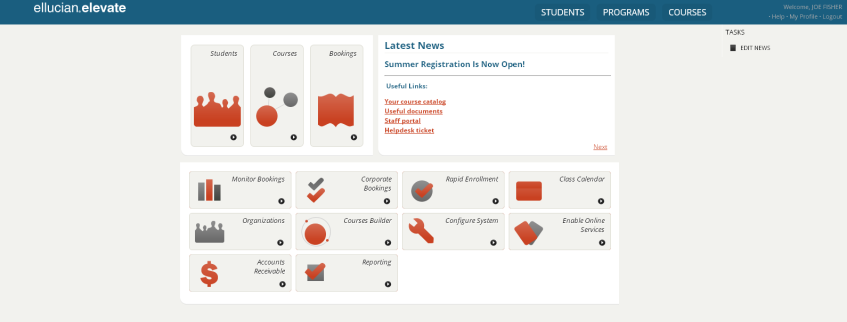 ellucian.elevate
STUDENTS PROGRAMS COURSES
Welcome, JOE FISHER
• Help • My Profile • Logout
TASKS
EDIT NEWS
Students
Courses
Bookings
Latest News
Summer Registration Is Now Open!
Useful Links:
Your course catalog
Useful documents
Staff portal
Helpdesk ticket
Next
Monitor Bookings
Corporate
Bookings
Rapid Enrollment
Class Calendar
Organizations
Courses Builder
Configure System
Enable Online
Services
Accounts
Receivable
Reporting